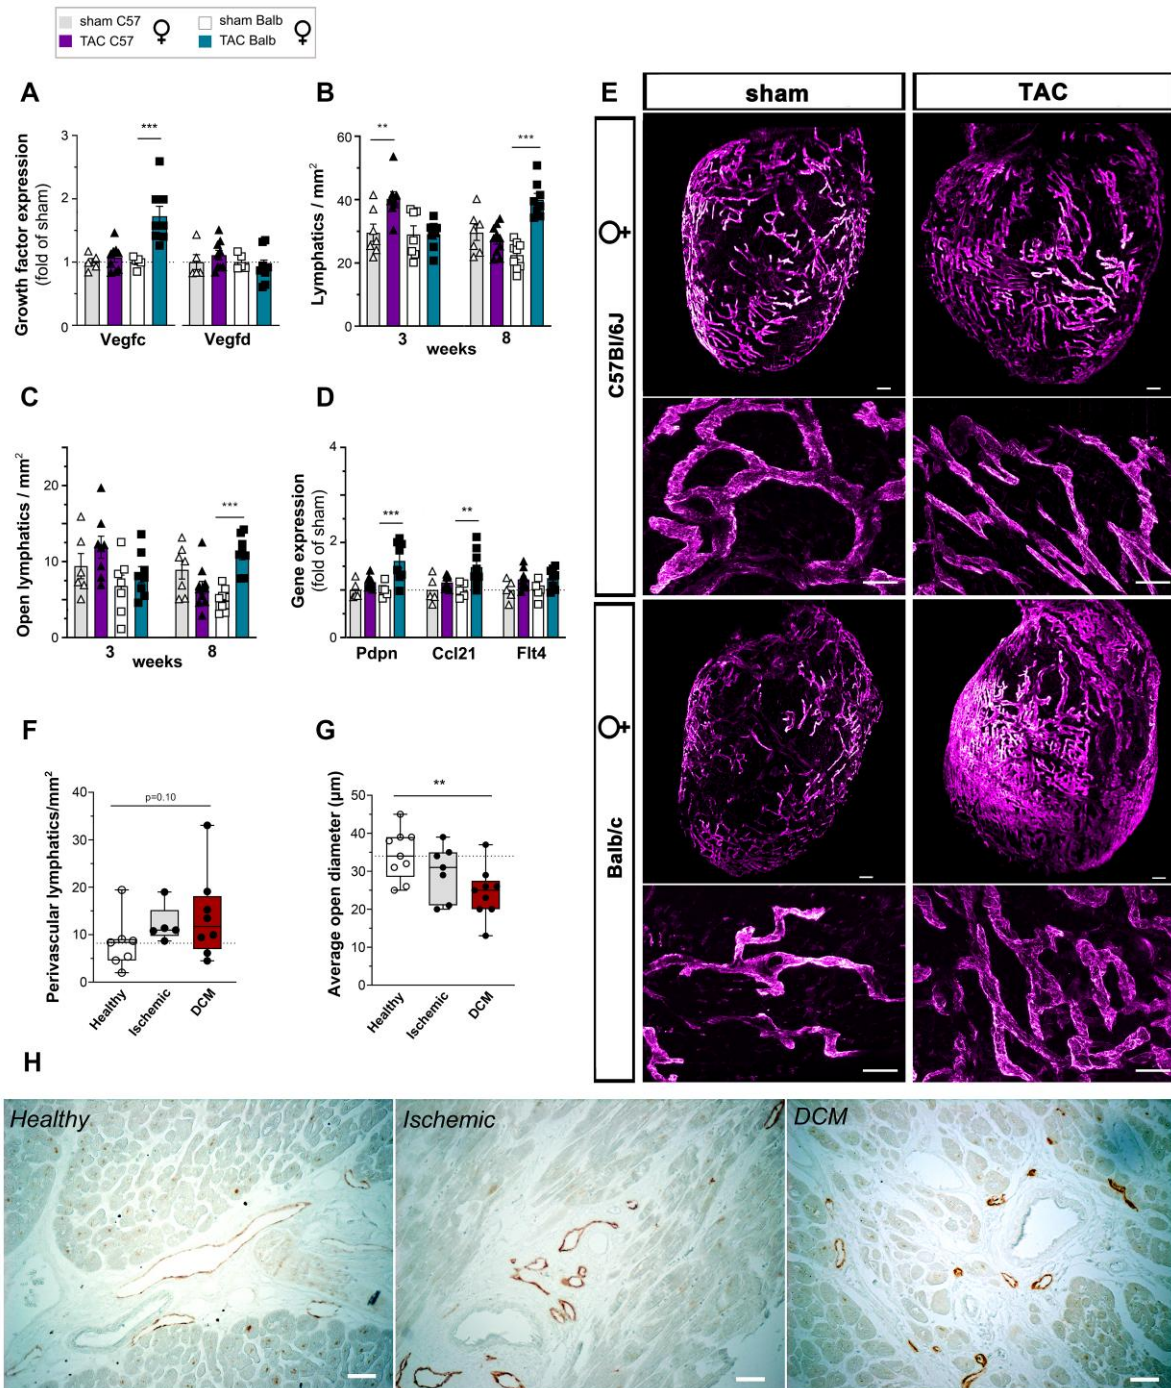 sham C57 ♀ sham Balb ♀
TAC C57 TAC Balb
A
Growth factor expression
(fold of sham)
3
2
1
0
***
Vegfc Vegfd
B
Lymphatics / mm²
60
40
20
0
** ***
3 8
weeks
C
Open lymphatics / mm²
20
10
0
***
3 8
weeks
D
Gene expression
(fold of sham)
4
3
2
1
0
*** **
Pdpn Ccl21 Flt4
E
sham TAC
C57Bl/6J ♀
Balb/c ♀
F
Perivascular lymphatics/mm²
40
30
20
10
0
p=0.10
Healthy Ischemic DCM
G
Average open diameter (µm)
50
40
30
20
10
0
**
Healthy Ischemic DCM
H
Healthy Ischemic DCM